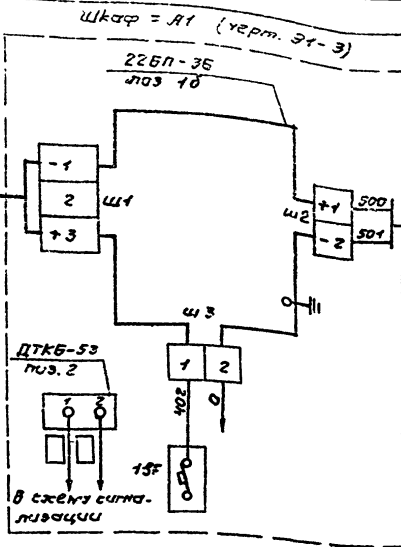 Шкаф = А1 (черт. Э1-3)
22БП-36
поз 1б
-1
2
+3
Ш1
Ш2
+1
-2
500
501
Ш3
1 2
402
0
ДТКБ-53
поз. 2
1 2
15F
В схему сигна-
лизации